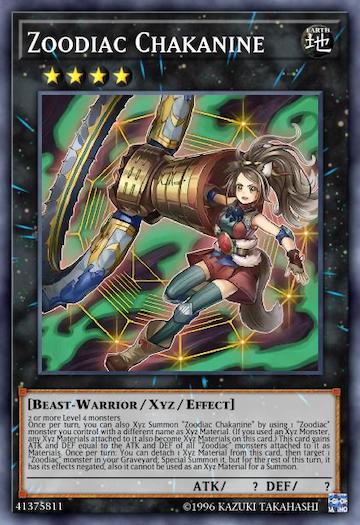 ZOODIAC CHAKANINE
EARTH
地
[BEAST-WARRIOR / XYZ / EFFECT]
2 or more Level 4 monsters
Once per turn, you can also Xyz Summon "Zoodiac Chakanine" by using 1 "Zoodiac"
monster you control with a different name as Xyz Material. (If you used an Xyz Monster,
any Xyz Materials attached to it also become Xyz Materials on this card.) This card gains
ATK and DEF equal to the ATK and DEF of all "Zoodiac" monsters attached to it as
Materials. Once per turn: You can detach 1 Xyz Material from this card, then target 1
"Zoodiac" monster in your Graveyard; Special Summon it, but for the rest of this turn, it
has its effects negated, also it cannot be used as an Xyz Material for a Summon.
ATK/ ? DEF/ ?
41375811
©1996 KAZUKI TAKAHASHI